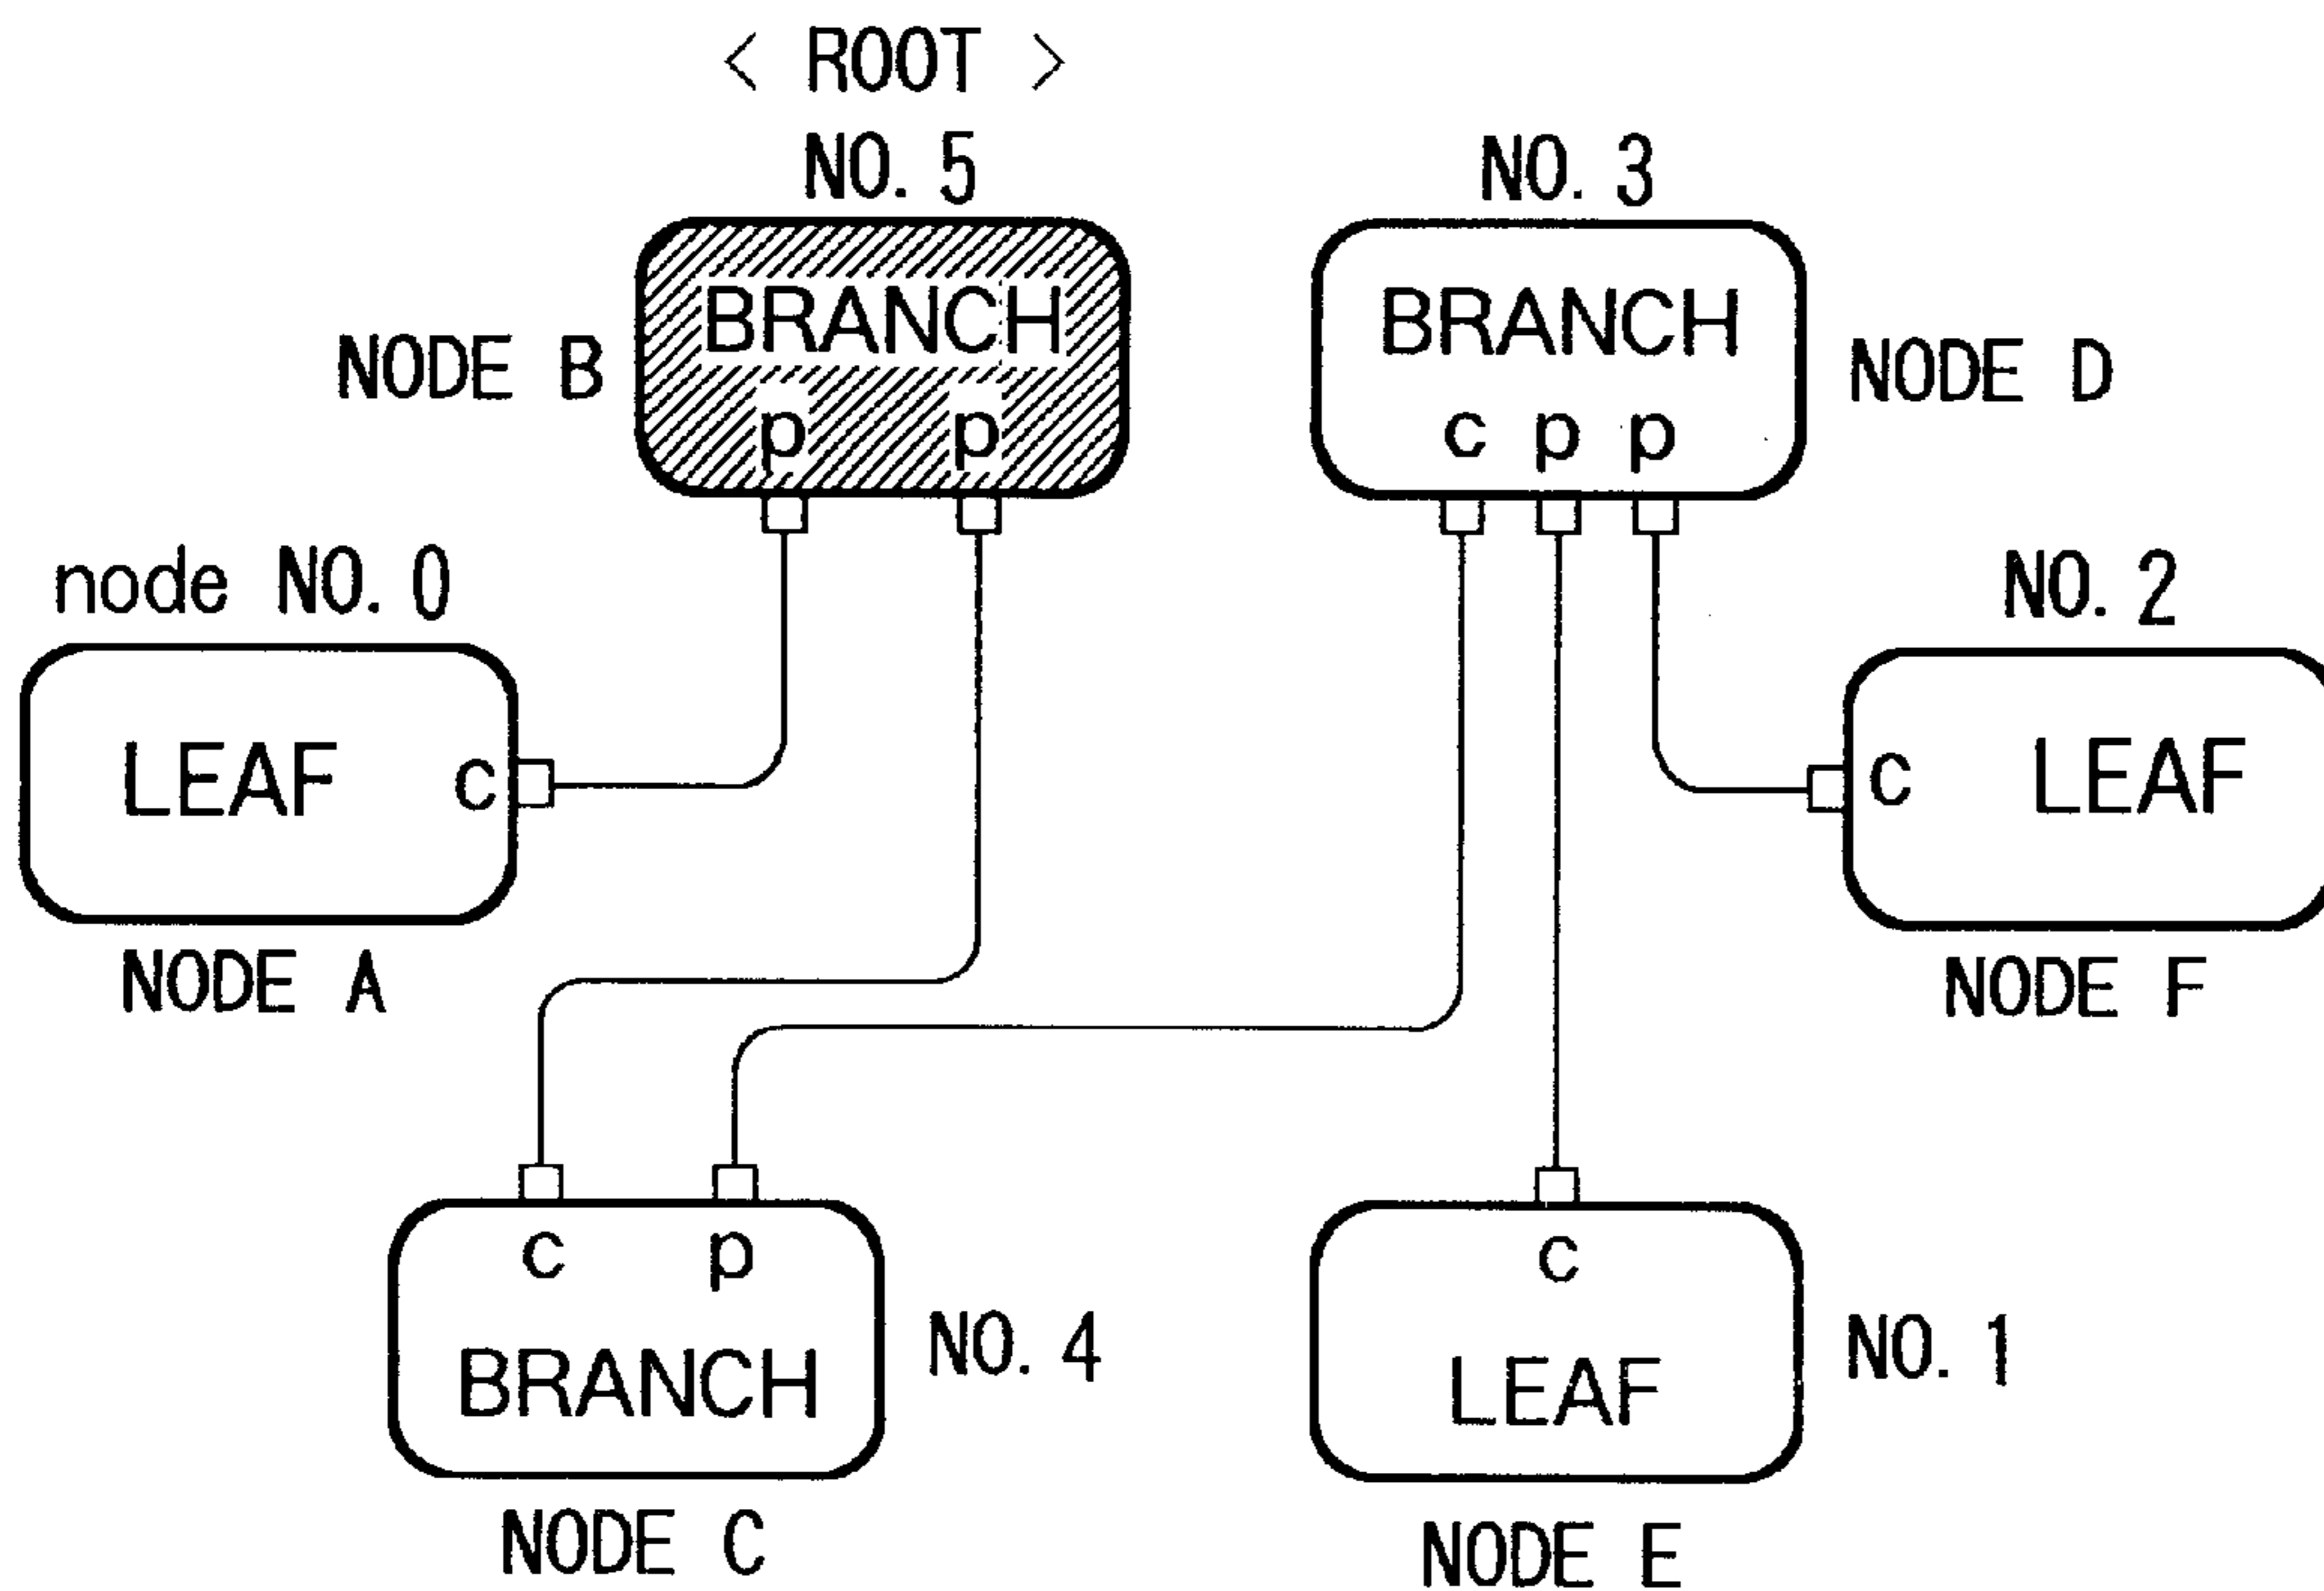 < ROOT >
NO. 5
NO. 3
BRANCH
BRANCH
NODE B
NODE D
p p
c p p
node NO. 0
NO. 2
LEAF c
c LEAF
NODE A
NODE F
c p
c
NO. 4
NO. 1
BRANCH
LEAF
NODE C
NODE E